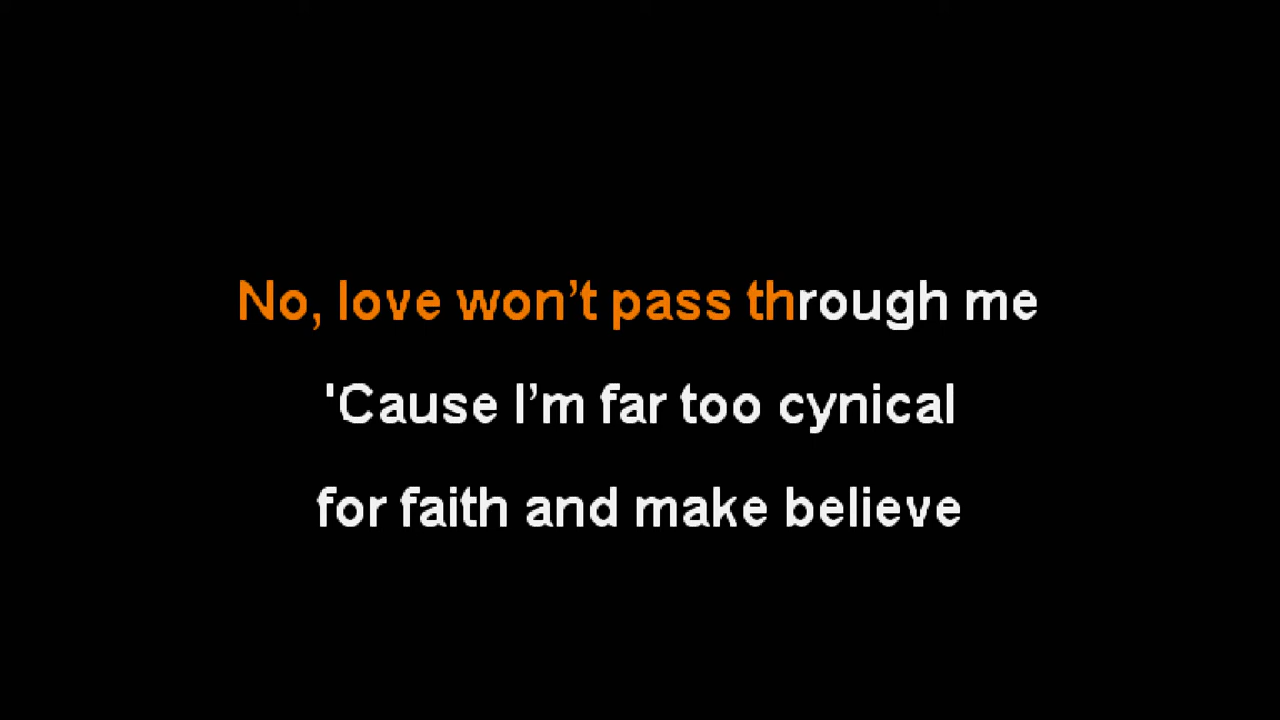 No, love won’t pass through me
'Cause I’m far too cynical
for faith and make believe